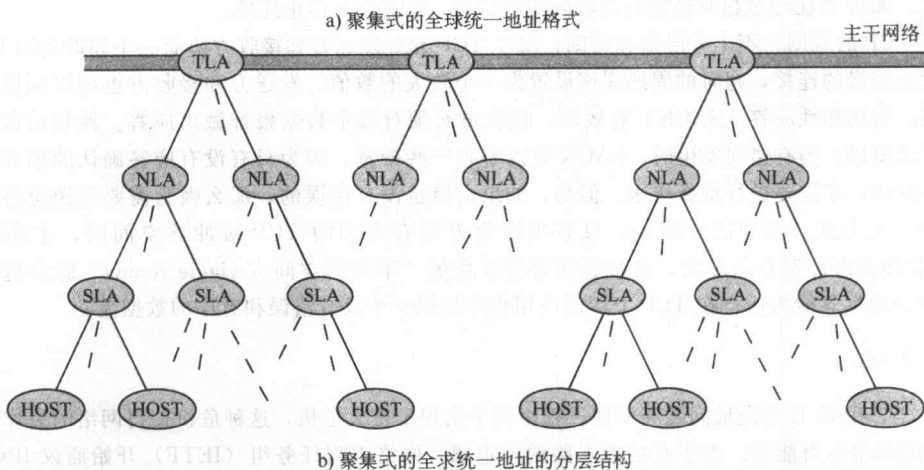 a) 聚集式的全球统一地址格式
主干网络
TLA TLA TLA
NLA NLA NLA NLA NLA NLA
SLA SLA SLA SLA SLA SLA
HOST HOST HOST HOST HOST HOST
b) 聚集式的全求统一地址的分层结构